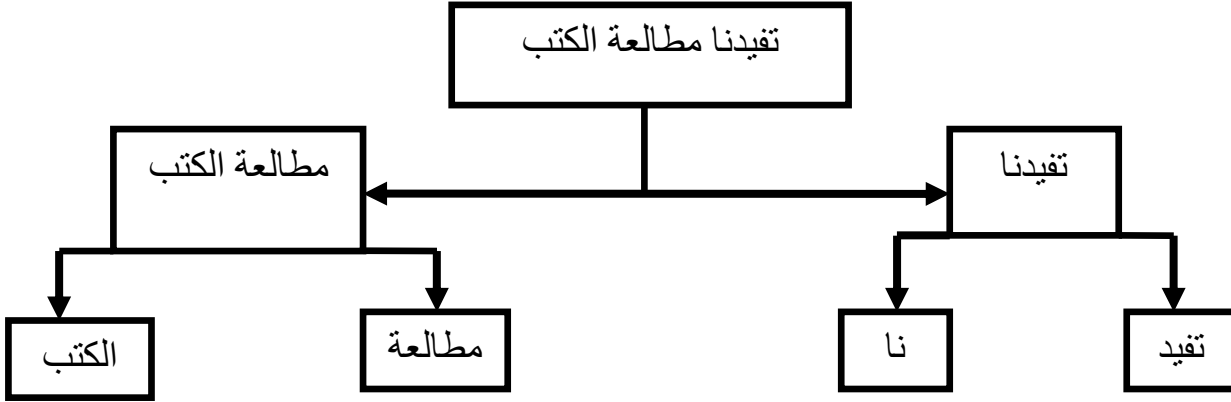 تفيدنا مطالعة الكتب
تفيدنا
مطالعة الكتب
تفيد
نا
مطالعة
الكتب